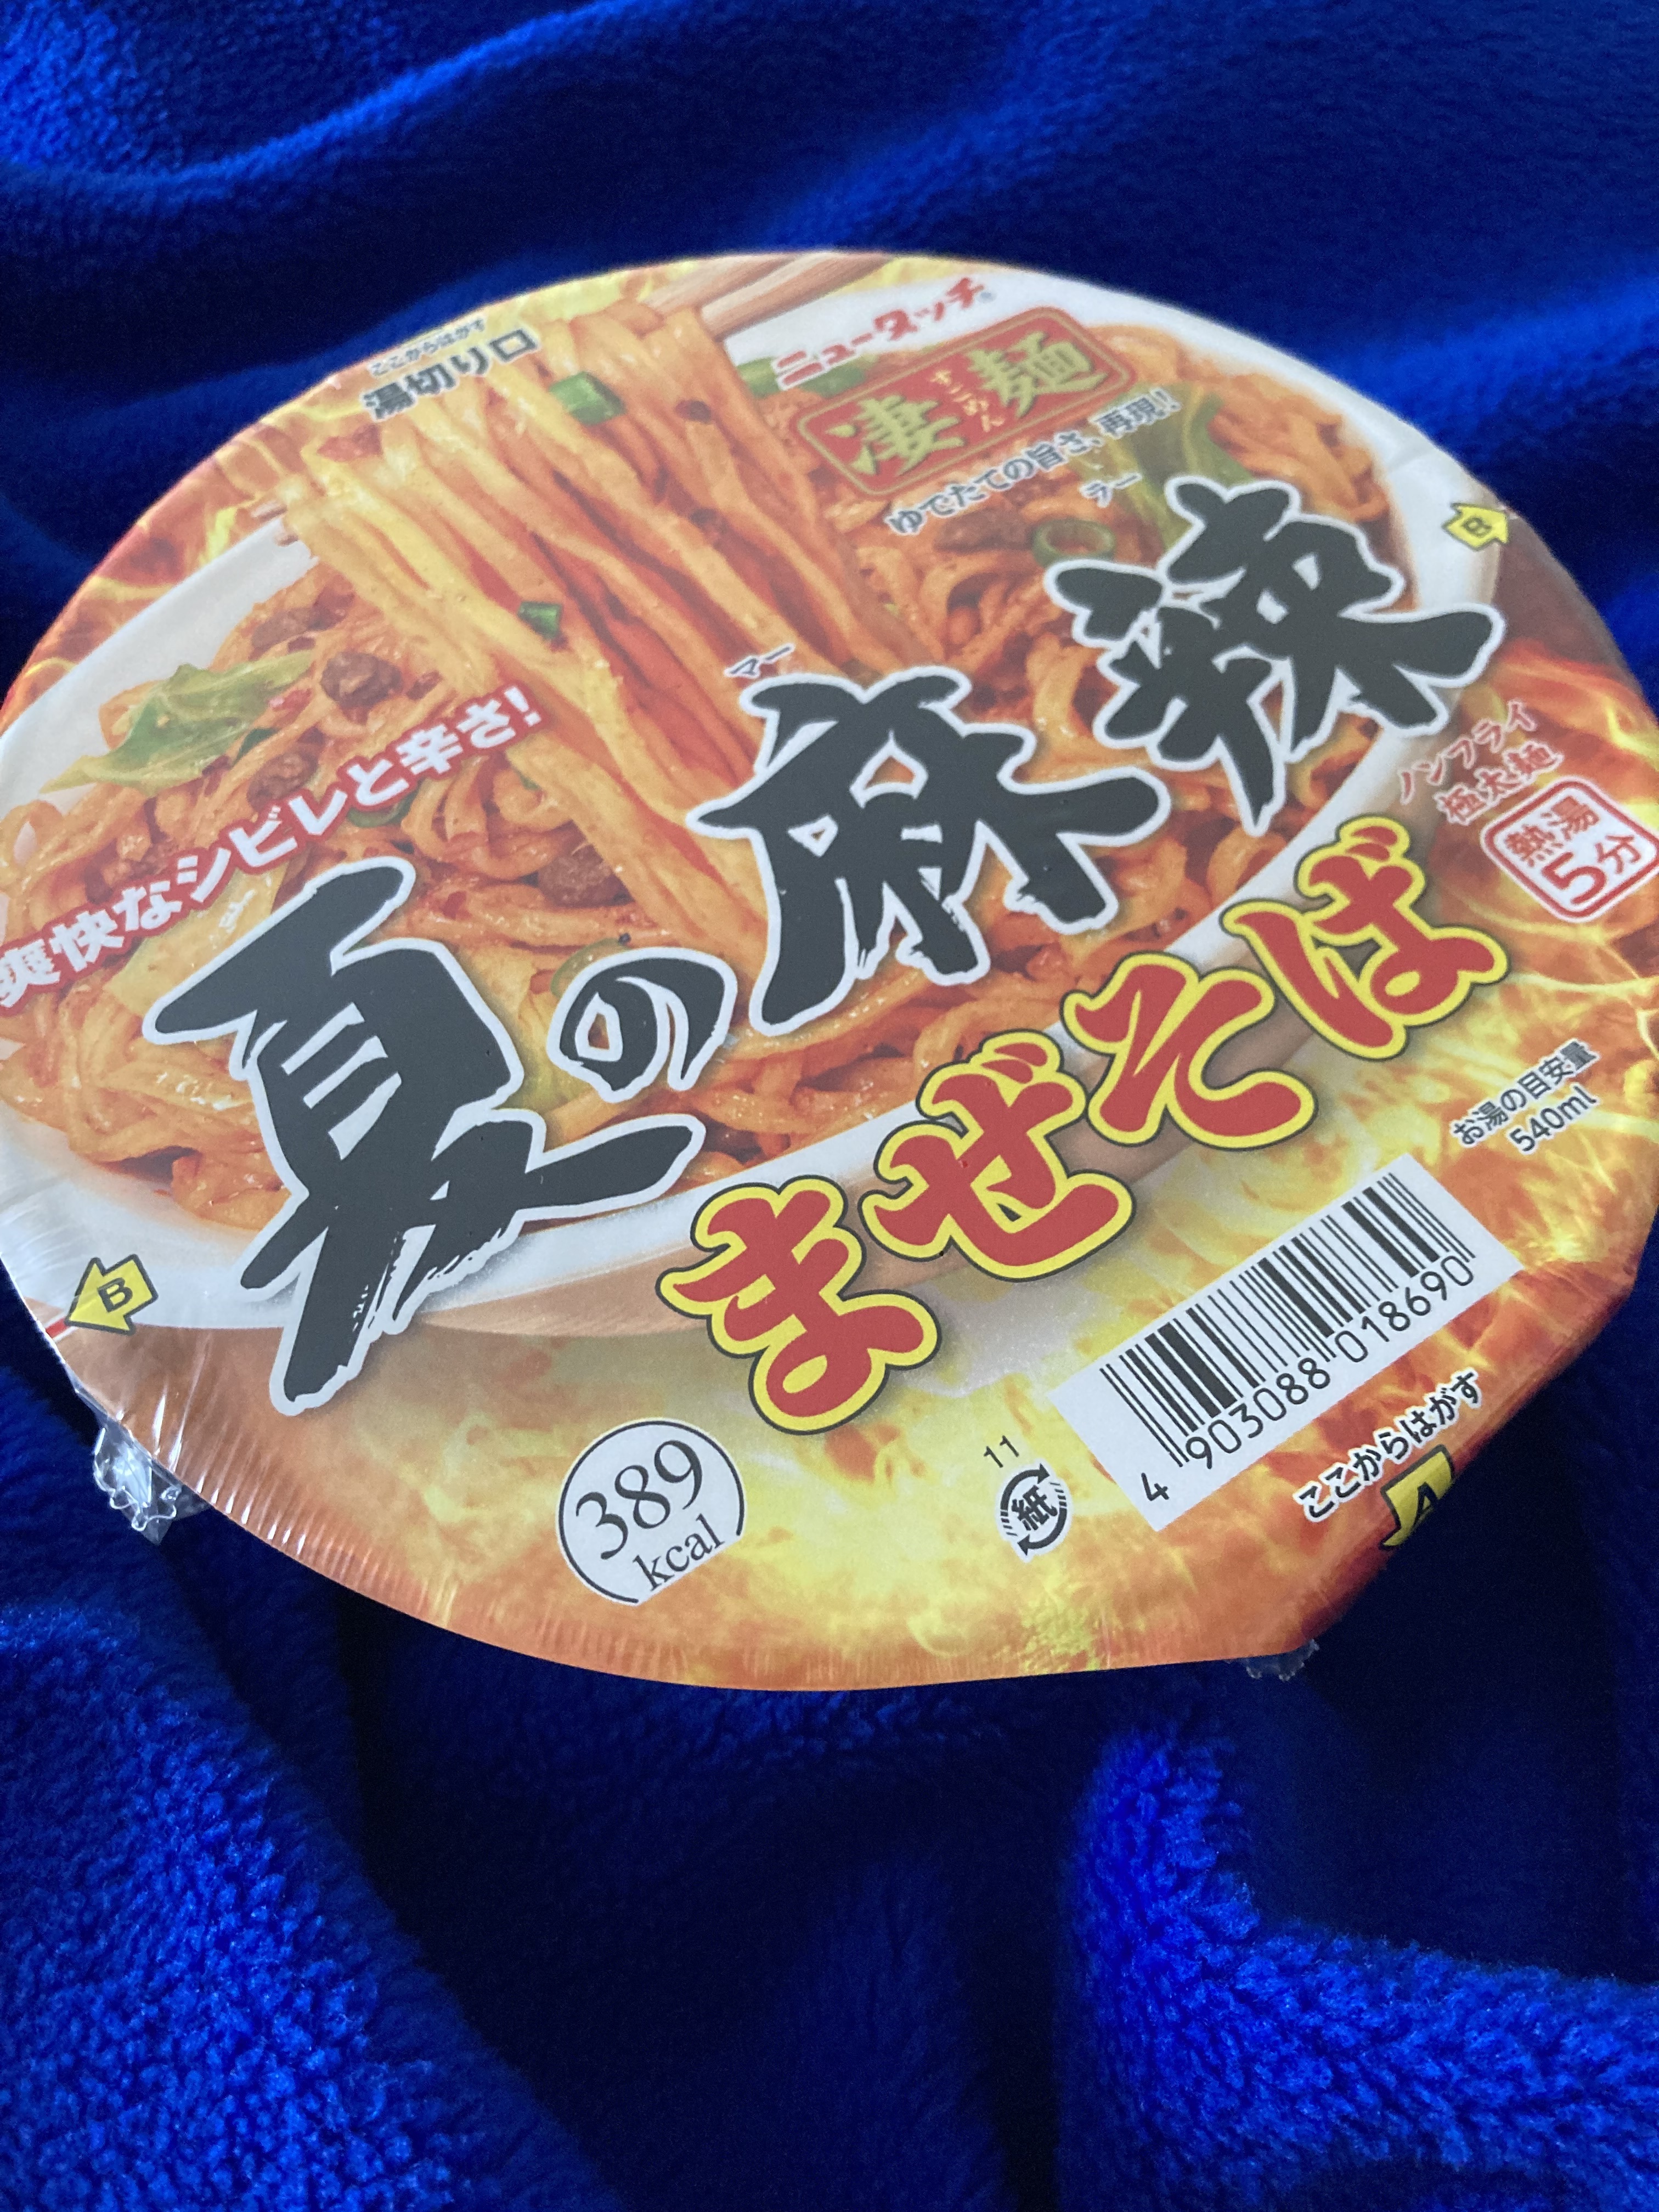 ここからはがす
湯切り口
ニュータッチ
凄麺
すごめん
ゆでたての旨さ、再現!
B
爽快なシビレと辛さ!
マー
ラー
夏の麻辣
まぜそば
ノンフライ
極太麺
熱湯
5分
お湯の目安量
540ml
B
389
kcal
11
紙
4 903088 018690
ここからはがす
A